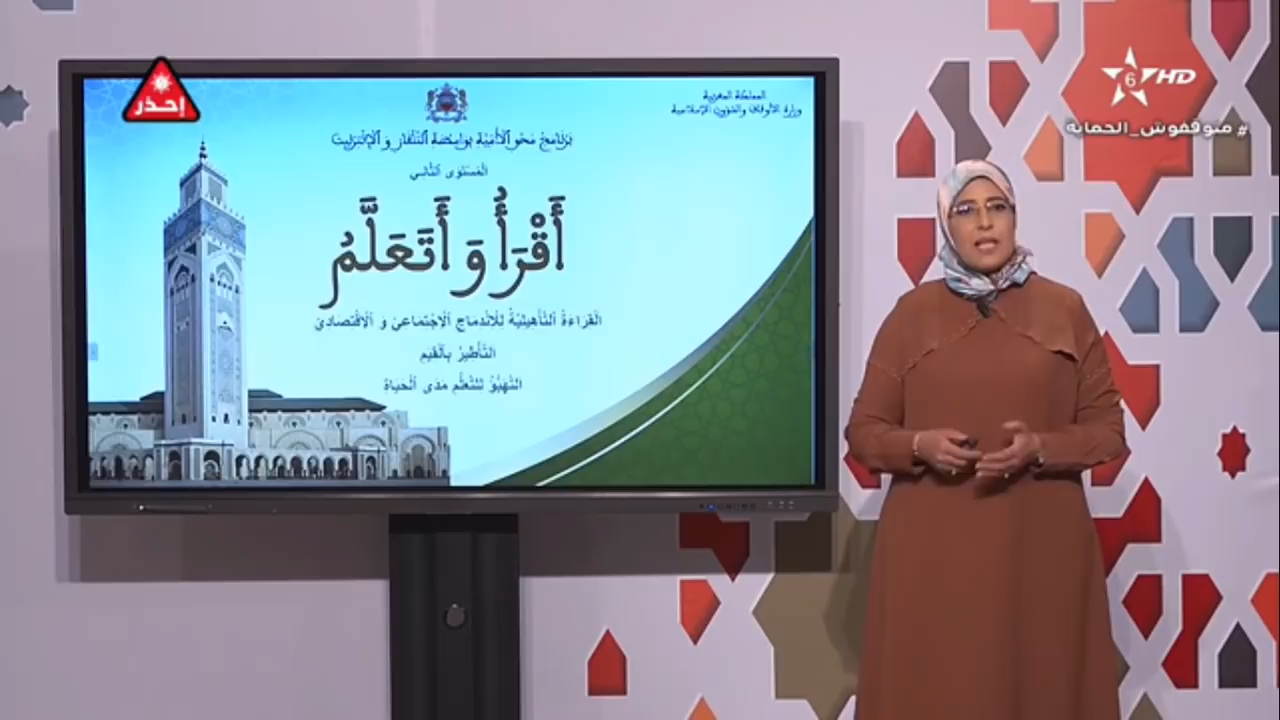 إحذر
6 HD
# متوقفوش_الحماية
المملكة المغربية
وزارة الأوقاف والشؤون الإسلامية
برنامج محو الأمية بواسطة التلفاز و الإنترنيت
المستوى الثاني
أَقْرَأُ وَ أَتَعَلَّمُ
القراءة التأهيلية للاندماج الاجتماعي و الاقتصادي
التأطير بالقيم
التهيؤ للتعلم مدى الحياة